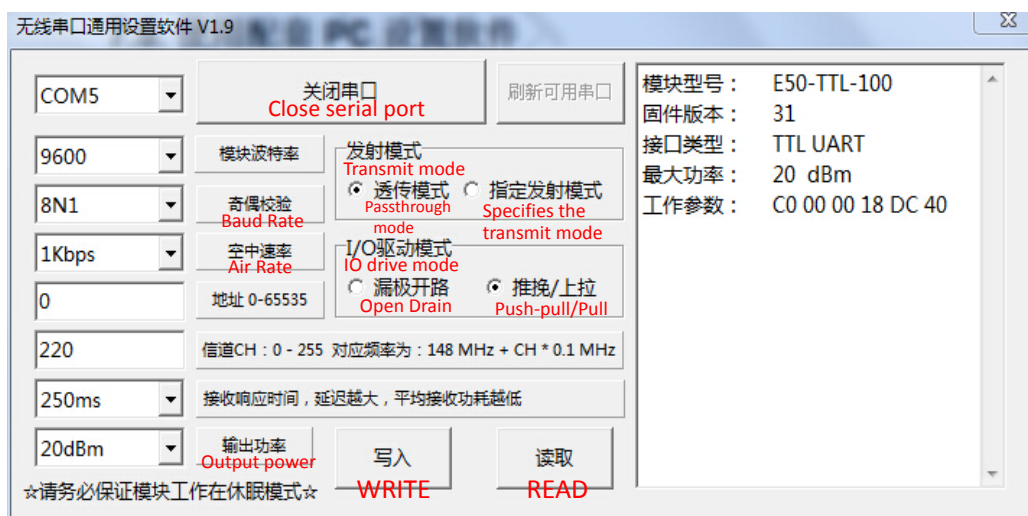 无线串口通用设置软件 V1.9
COM5
关闭串口
Close serial port
刷新可用串口
9600
模块波特率
8N1
奇偶校验
Baud Rate
1Kbps
空中速率
Air Rate
0
地址 0-65535
发射模式
Transmit mode
透传模式
Passthrough
mode
指定发射模式
Specifies the
transmit mode
I/O驱动模式
IO drive mode
漏极开路
Open Drain
推挽/上拉
Push-pull/Pull
220
信道CH：0 - 255 对应频率为：148 MHz + CH * 0.1 MHz
250ms
接收响应时间，延迟越大，平均接收功耗越低
20dBm
输出功率
Output power
写入
WRITE
读取
READ
☆请务必保证模块工作在休眠模式☆
模块型号： E50-TTL-100
固件版本： 31
接口类型： TTL UART
最大功率： 20 dBm
工作参数： C0 00 00 18 DC 40